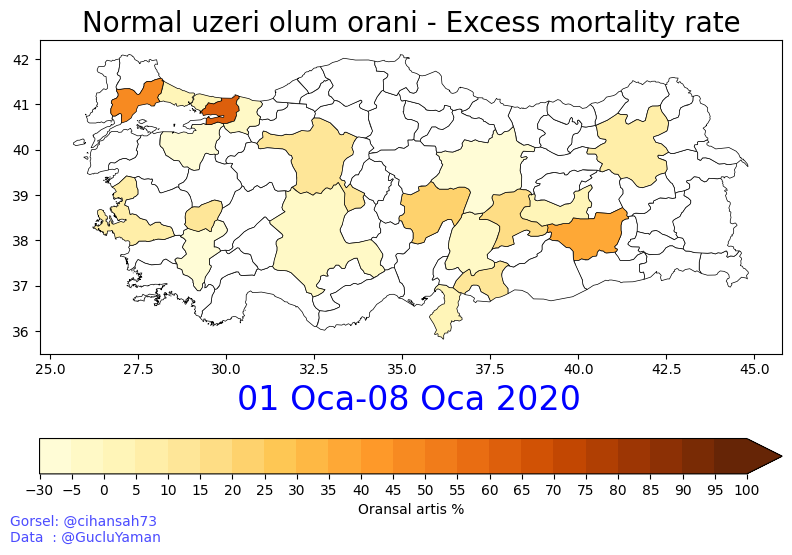 Normal uzeri olum orani - Excess mortality rate
42
41
40
39
38
37
36
25.0 27.5 30.0 32.5 35.0 37.5 40.0 42.5 45.0
01 Oca-08 Oca 2020
−30 −5 0 5 10 15 20 25 30 35 40 45 50 55 60 65 70 75 80 85 90 95 100
Oransal artis %
Gorsel: @cihansah73
Data : @GucluYaman